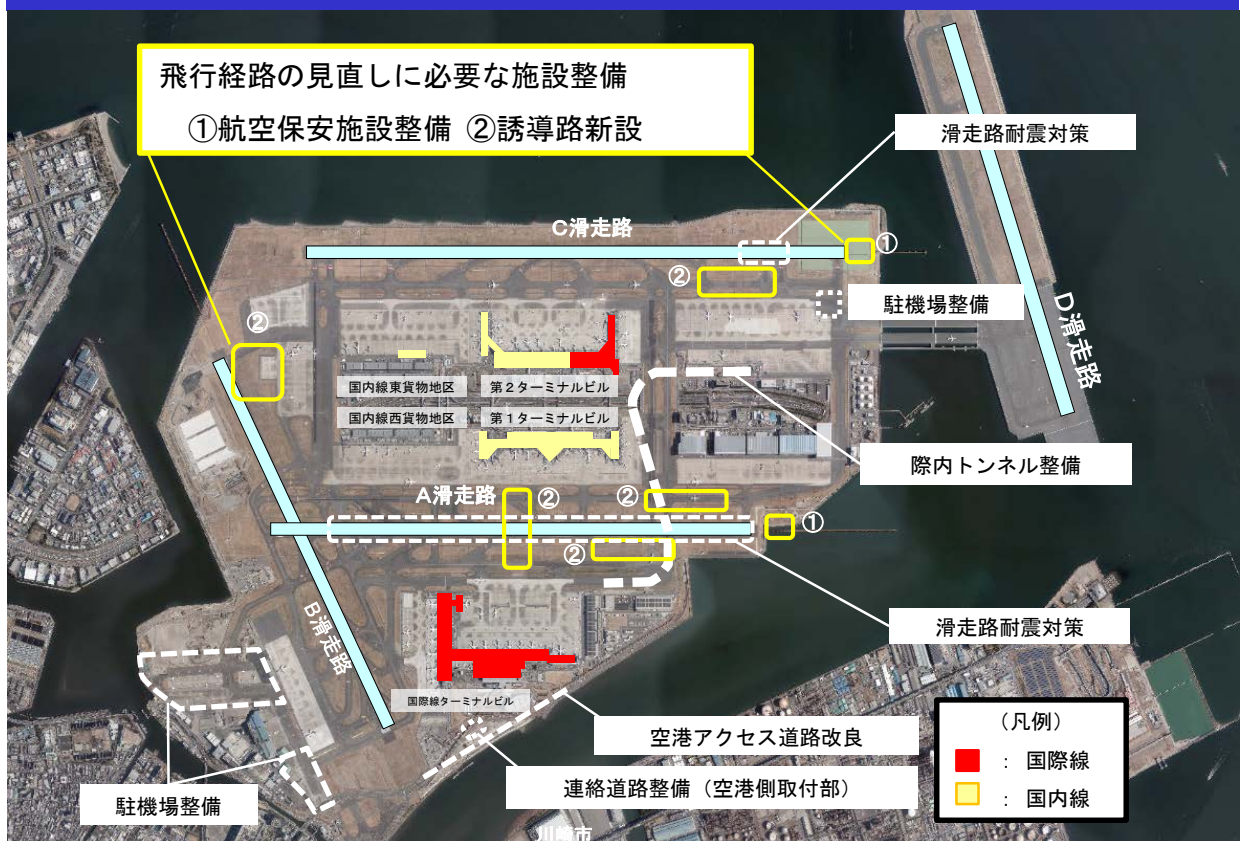 飛行経路の見直しに必要な施設整備
①航空保安施設整備 ②誘導路新設
滑走路耐震対策
C滑走路
①
②
駐機場整備
D滑走路
②
国内線東貨物地区
第2ターミナルビル
国内線西貨物地区
第1ターミナルビル
際内トンネル整備
A滑走路
②
②
①
②
B滑走路
滑走路耐震対策
国際線ターミナルビル
空港アクセス道路改良
連絡道路整備（空港側取付部）
駐機場整備
川崎市
（凡例）
： 国際線
： 国内線